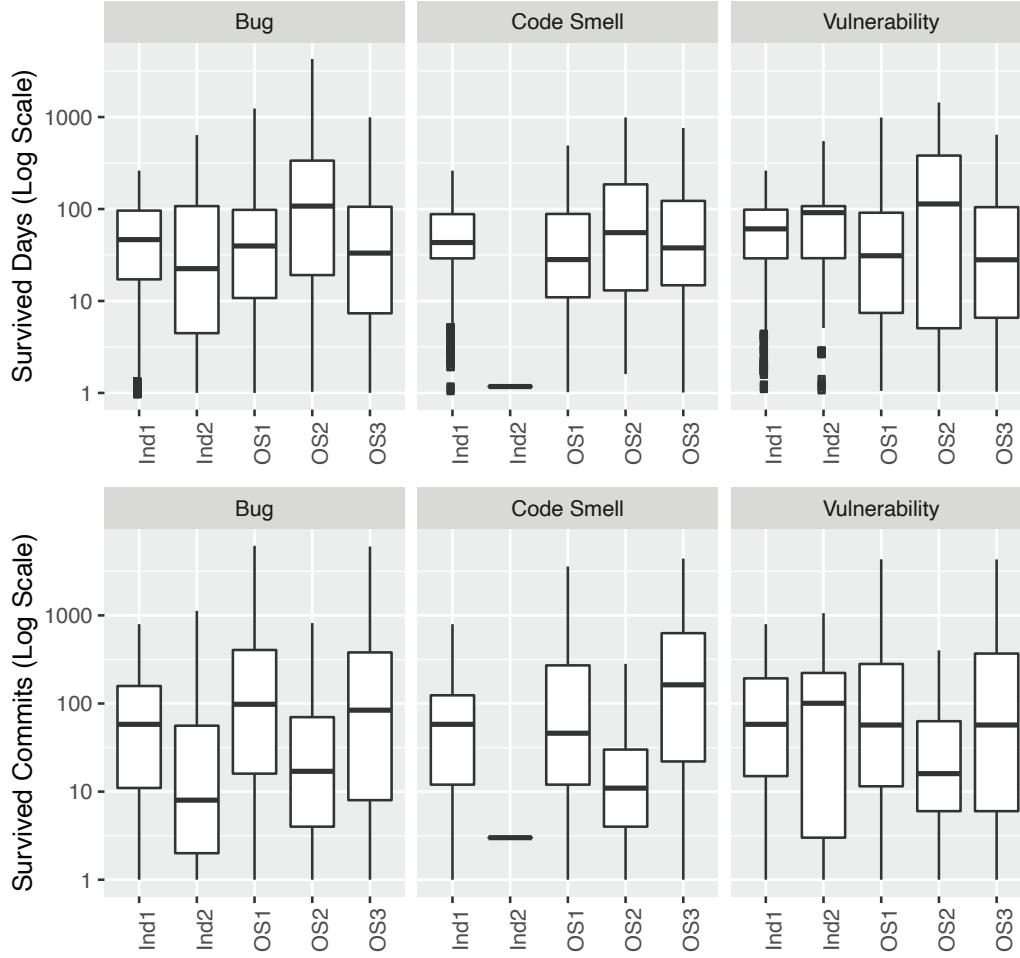 Bug Code Smell Vulnerability
Survived Days (Log Scale)
1000
100
10
1
Ind1 Ind2 OS1 OS2 OS3 Ind1 Ind2 OS1 OS2 OS3 Ind1 Ind2 OS1 OS2 OS3
Bug Code Smell Vulnerability
Survived Commits (Log Scale)
1000
100
10
1
Ind1 Ind2 OS1 OS2 OS3 Ind1 Ind2 OS1 OS2 OS3 Ind1 Ind2 OS1 OS2 OS3